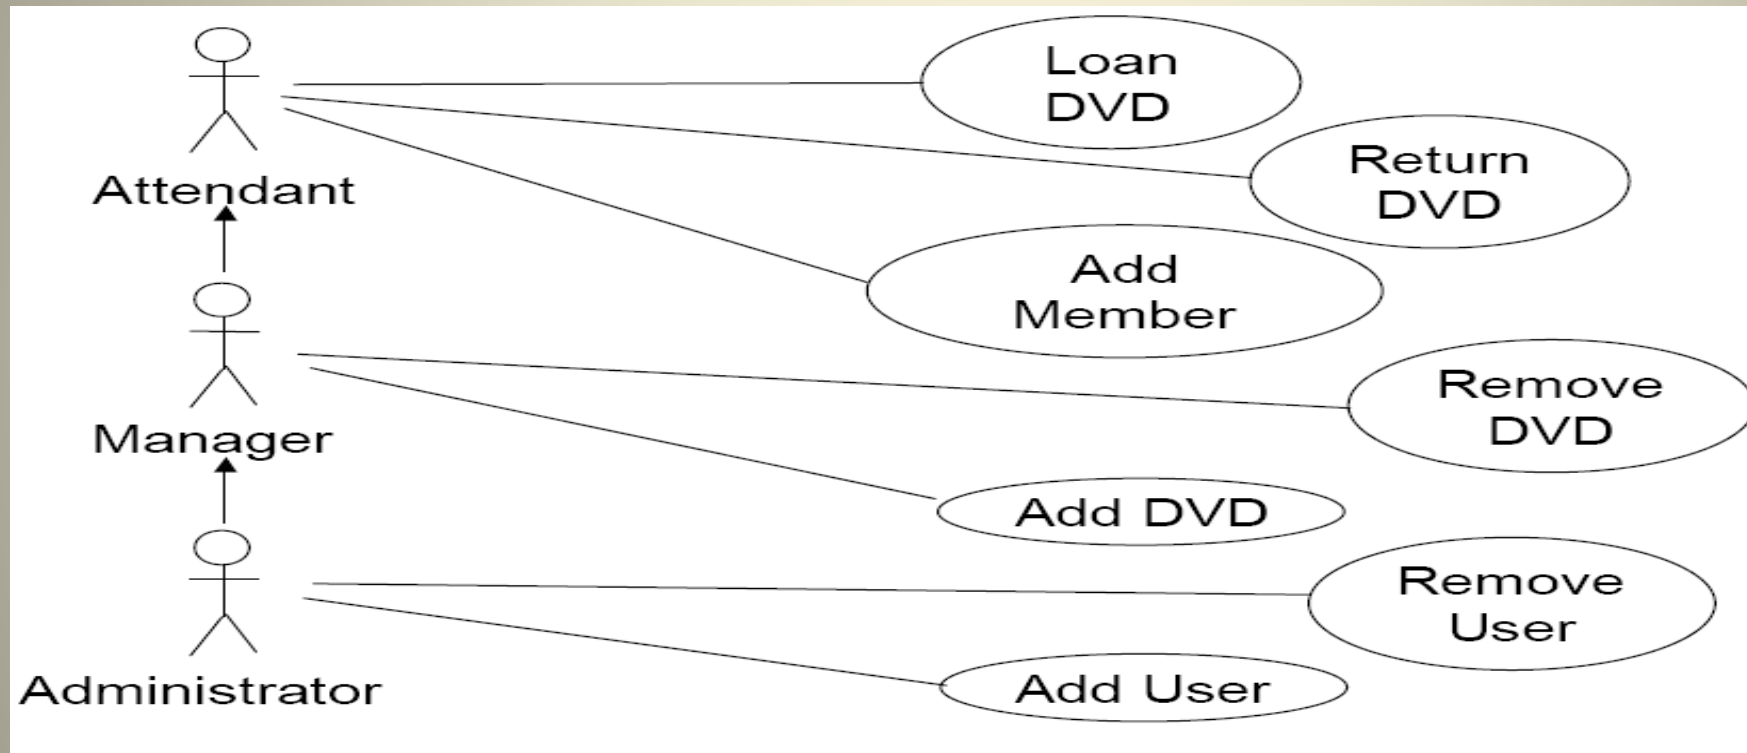 Loan
DVD
Return
DVD
Attendant
Add
Member
Remove
DVD
Manager
Add DVD
Remove
User
Administrator
Add User